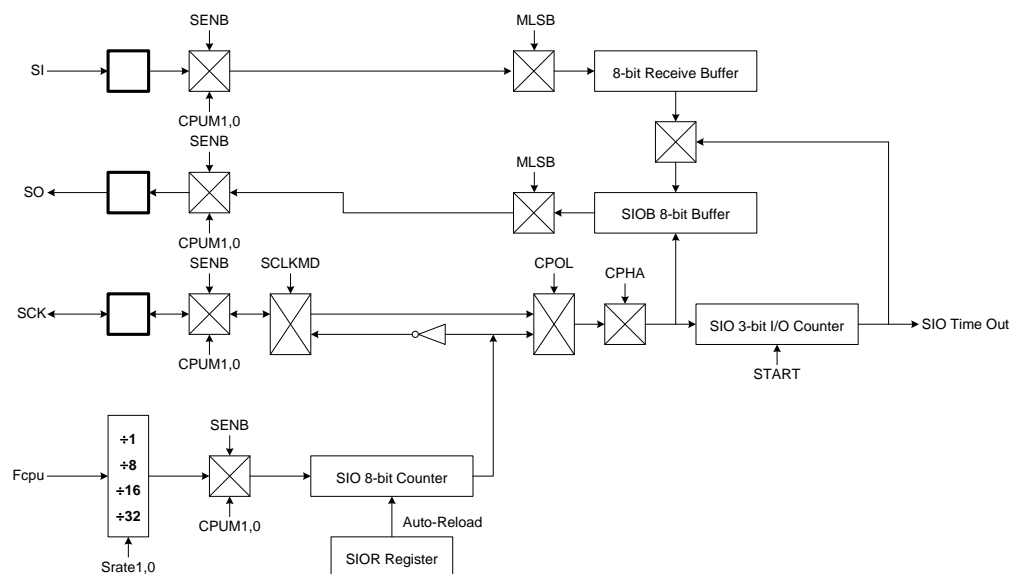 SENB
MLSB
SI
8-bit Receive Buffer
CPUM1,0
SENB
MLSB
SO
SIOB 8-bit Buffer
CPUM1,0
SENB
SCLKMD
CPOL
CPHA
SCK
SIO 3-bit I/O Counter
SIO Time Out
CPUM1,0
START
÷1
÷8
÷16
÷32
SENB
Fcpu
SIO 8-bit Counter
CPUM1,0
Auto-Reload
SIOR Register
Srate1,0